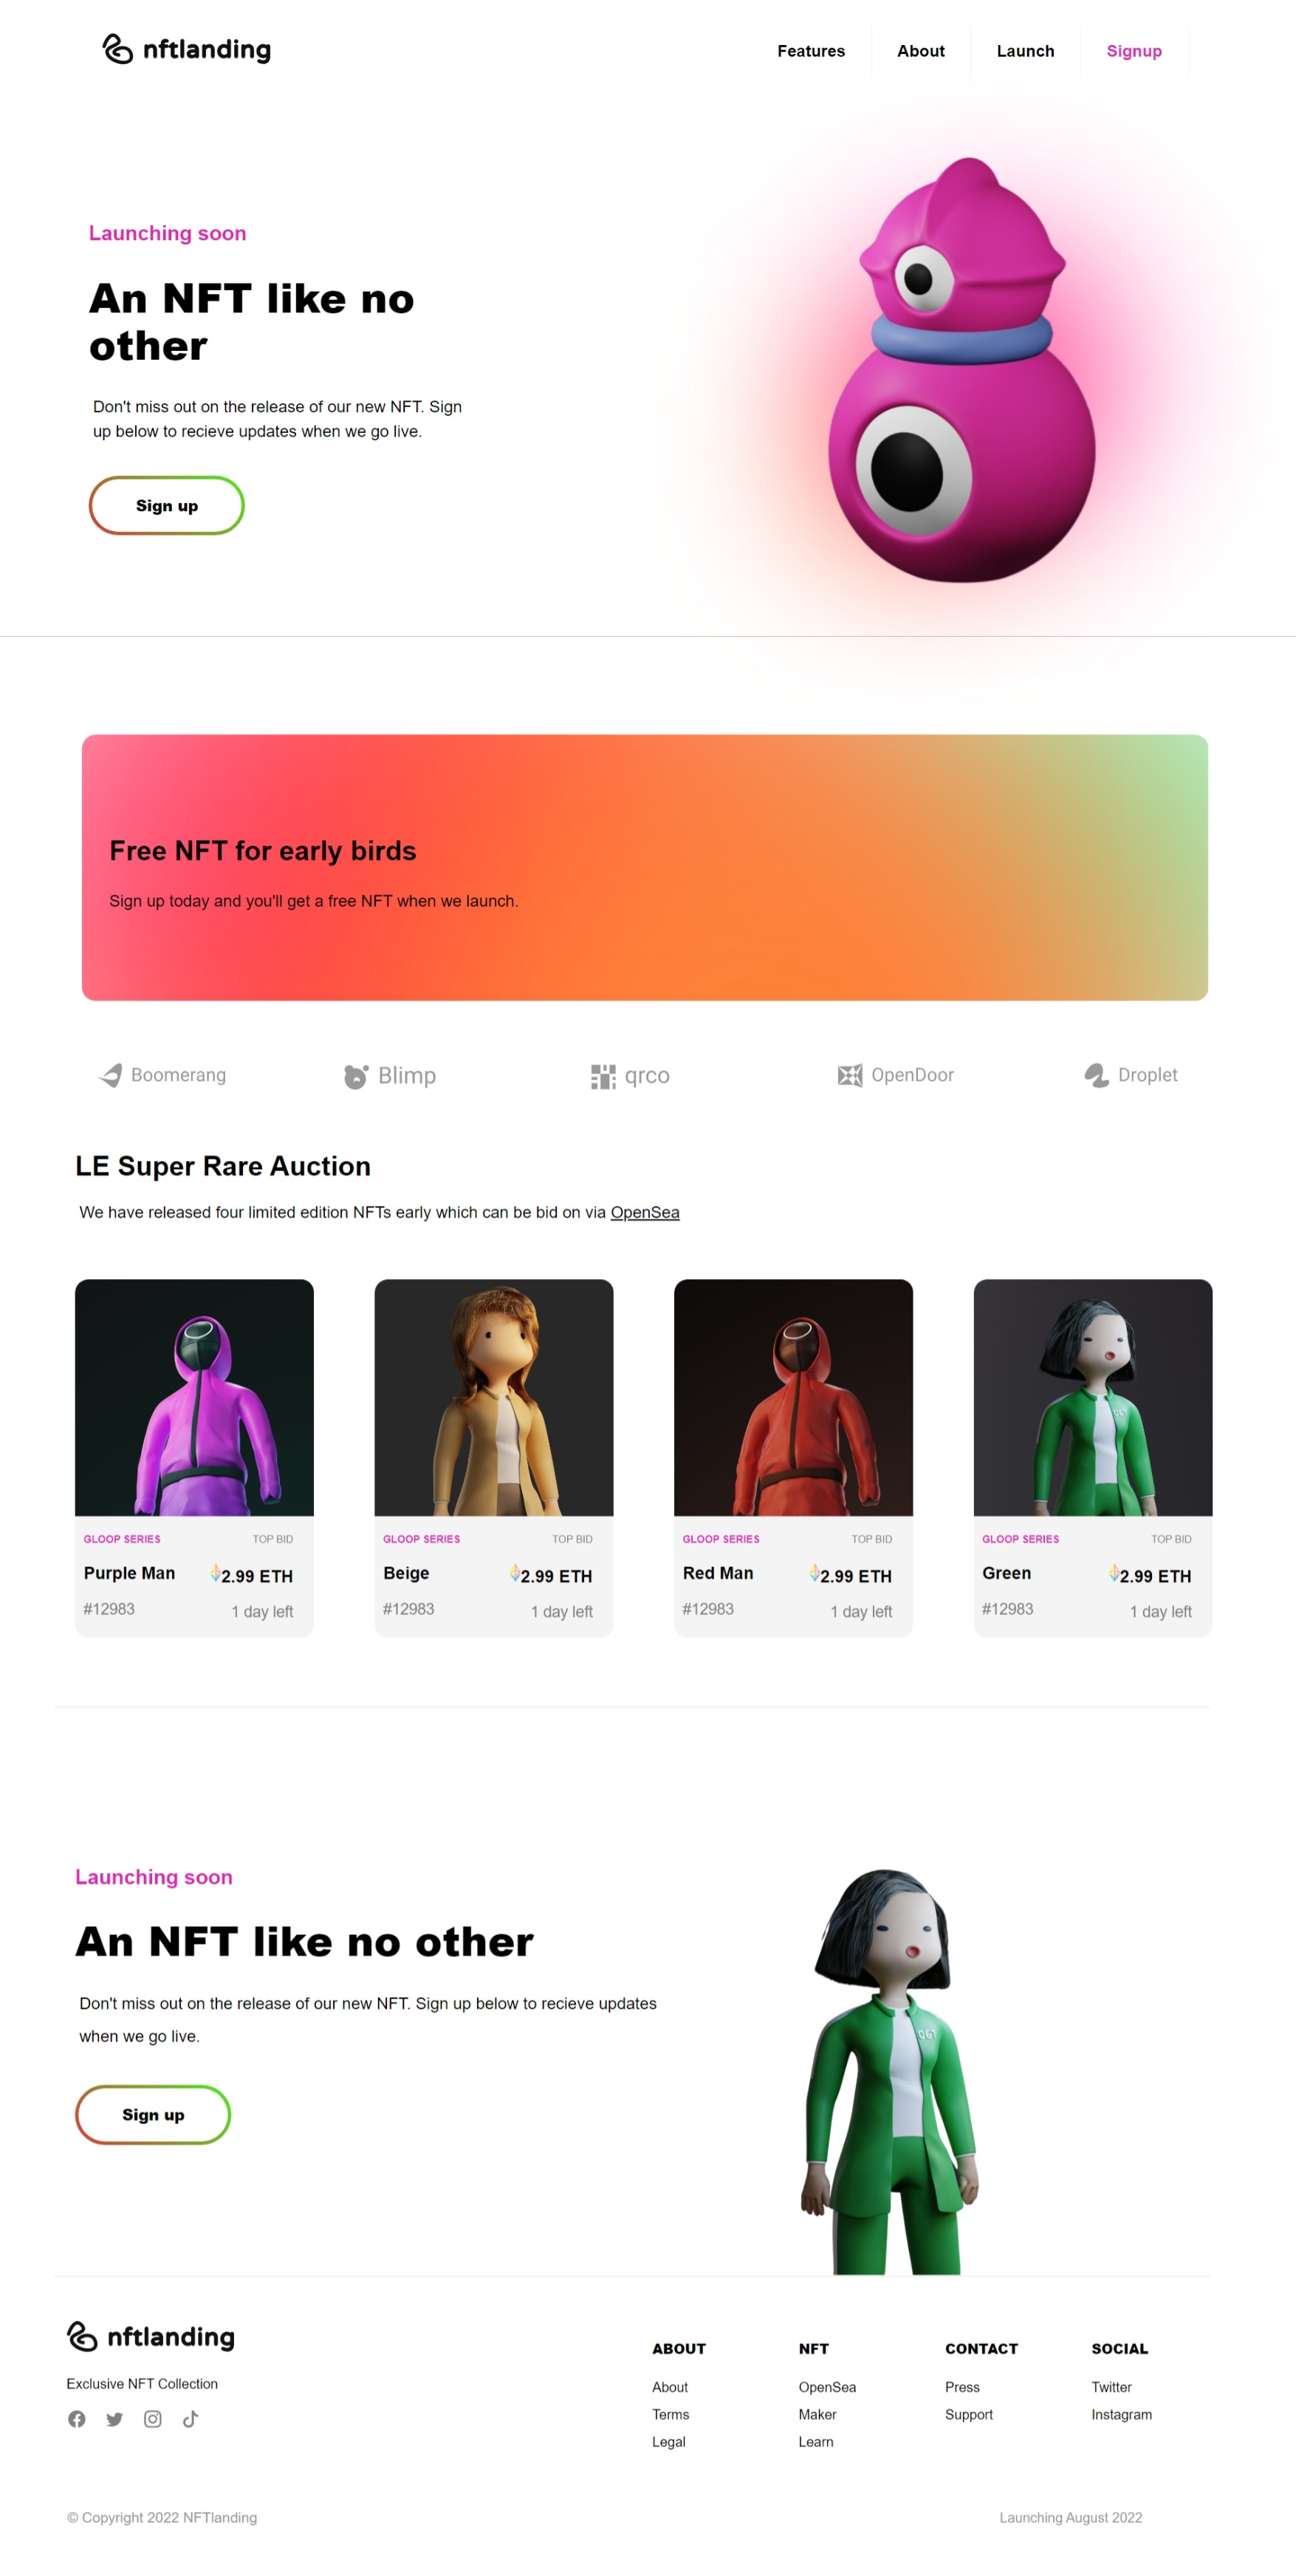 nftlanding
Features About Launch Signup
Launching soon
An NFT like no
other
Don't miss out on the release of our new NFT. Sign
up below to recieve updates when we go live.
Sign up
Free NFT for early birds
Sign up today and you'll get a free NFT when we launch.
Boomerang Blimp qrco OpenDoor Droplet
LE Super Rare Auction
We have released four limited edition NFTs early which can be bid on via OpenSea
067
GLOOP SERIES TOP BID
Purple Man 2.99 ETH
#12983 1 day left
GLOOP SERIES TOP BID
Beige 2.99 ETH
#12983 1 day left
GLOOP SERIES TOP BID
Red Man 2.99 ETH
#12983 1 day left
GLOOP SERIES TOP BID
Green 2.99 ETH
#12983 1 day left
Launching soon
An NFT like no other
Don't miss out on the release of our new NFT. Sign up below to recieve updates
when we go live.
Sign up
067
nftlanding
Exclusive NFT Collection
ABOUT
About
Terms
Legal
NFT
OpenSea
Maker
Learn
CONTACT
Press
Support
SOCIAL
Twitter
Instagram
© Copyright 2022 NFTlanding
Launching August 2022